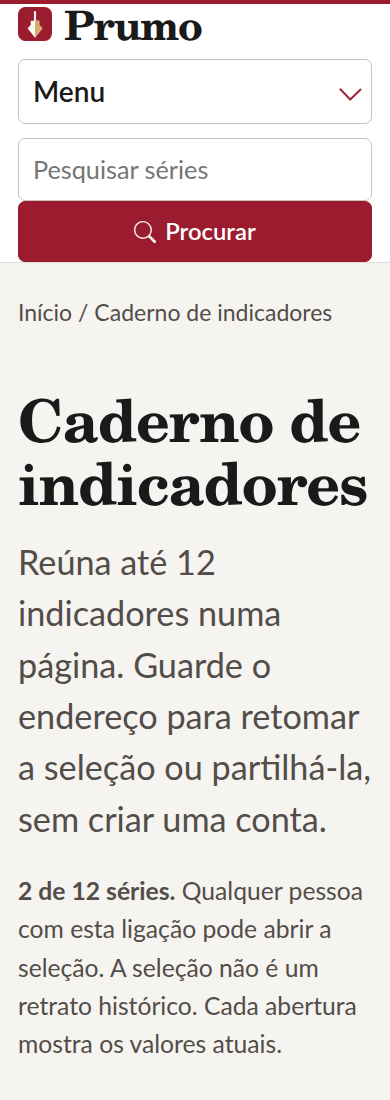 Prumo
Menu
Pesquisar séries
Procurar
Início / Caderno de indicadores
Caderno de
indicadores
Reúna até 12
indicadores numa
página. Guarde o
endereço para retomar
a seleção ou partilhá-la,
sem criar uma conta.
2 de 12 séries. Qualquer pessoa
com esta ligação pode abrir a
seleção. A seleção não é um
retrato histórico. Cada abertura
mostra os valores atuais.